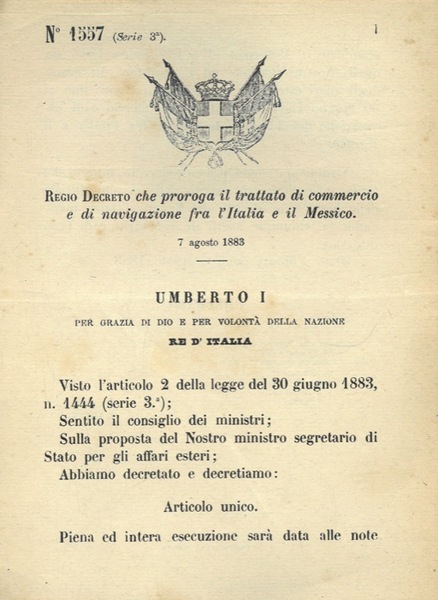 N° 1557 (Serie 3ª).
REGIO DECRETO che proroga il trattato di commercio
e di navigazione fra l'Italia e il Messico.
7 agosto 1883
UMBERTO I
PER GRAZIA DI DIO E PER VOLONTÀ DELLA NAZIONE
RE D'ITALIA
Visto l'articolo 2 della legge del 30 giugno 1883,
n. 1444 (serie 3.ª);
Sentito il consiglio dei ministri;
Sulla proposta del Nostro ministro segretario di
Stato per gli affari esteri;
Abbiamo decretato e decretiamo:
Articolo unico.
Piena ed intera esecuzione sarà data alle note